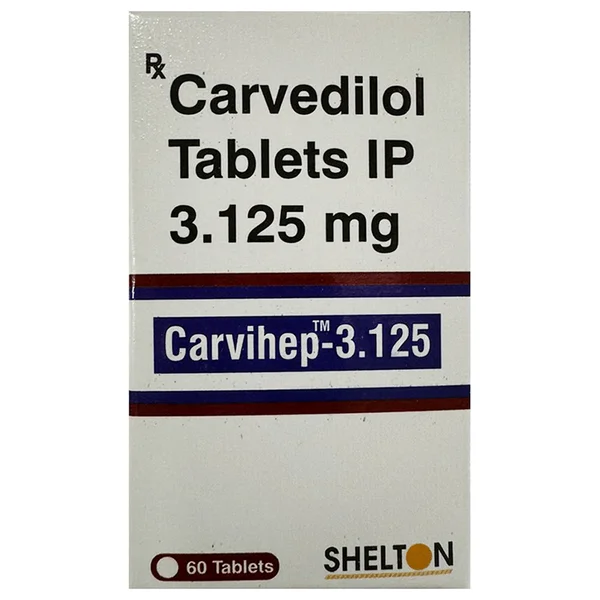 Rx
Carvedilol
Tablets IP
3.125 mg
Carvihep™-3.125
60 Tablets
SHELTON